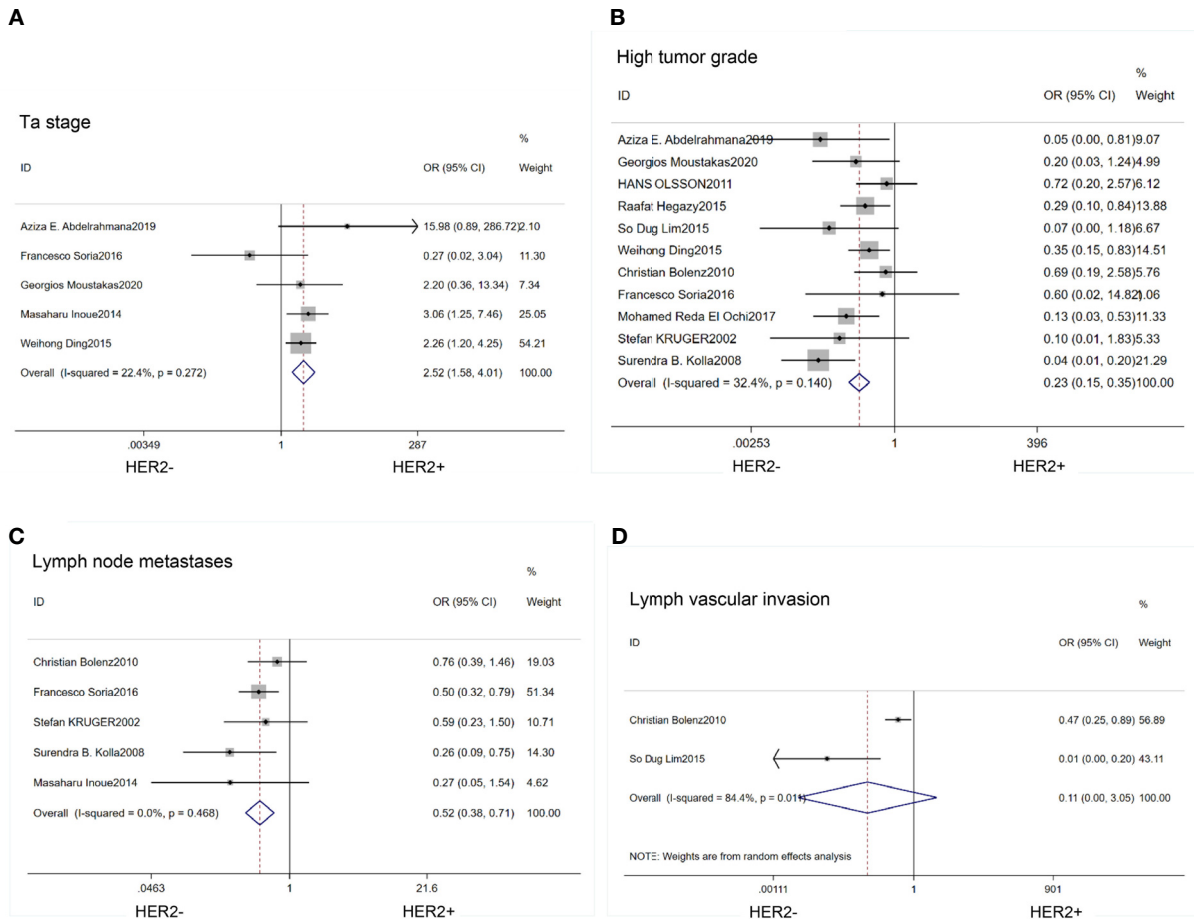 A
Ta stage
%
ID OR (95% CI) Weight
Aziza E. Abdelrahmana2019 15.98 (0.89, 286.72) 2.10
Francesco Soria2016 0.27 (0.02, 3.04) 11.30
Georgios Moustakas2020 2.20 (0.36, 13.34) 7.34
Masaharu Inoue2014 3.06 (1.25, 7.46) 25.05
Weihong Ding2015 2.26 (1.20, 4.25) 54.21
Overall (I-squared = 22.4%, p = 0.272) 2.52 (1.58, 4.01) 100.00
.00349 1 287
HER2- HER2+
B
High tumor grade
%
ID OR (95% CI) Weight
Aziza E. Abdelrahmana2019 0.05 (0.00, 0.81) 9.07
Georgios Moustakas2020 0.20 (0.03, 1.24) 4.99
HANS OLSSON2011 0.72 (0.20, 2.57) 6.12
Raafat Hegazy2015 0.29 (0.10, 0.84) 13.88
So Dug Lim2015 0.07 (0.00, 1.18) 6.67
Weihong Ding2015 0.35 (0.15, 0.83) 14.51
Christian Bolenz2010 0.69 (0.19, 2.58) 5.76
Francesco Soria2016 0.60 (0.02, 14.82) 1.06
Mohamed Reda El Ochi2017 0.13 (0.03, 0.53) 11.33
Stefan KRUGER2002 0.10 (0.01, 1.83) 5.33
Surendra B. Kolla2008 0.04 (0.01, 0.20) 21.29
Overall (I-squared = 32.4%, p = 0.140) 0.23 (0.15, 0.35) 100.00
.00253 1 396
HER2- HER2+
C
Lymph node metastases
%
ID OR (95% CI) Weight
Christian Bolenz2010 0.76 (0.39, 1.46) 19.03
Francesco Soria2016 0.50 (0.32, 0.79) 51.34
Stefan KRUGER2002 0.59 (0.23, 1.50) 10.71
Surendra B. Kolla2008 0.26 (0.09, 0.75) 14.30
Masaharu Inoue2014 0.27 (0.05, 1.54) 4.62
Overall (I-squared = 0.0%, p = 0.468) 0.52 (0.38, 0.71) 100.00
.0463 1 21.6
HER2- HER2+
D
Lymph vascular invasion
%
ID OR (95% CI) Weight
Christian Bolenz2010 0.47 (0.25, 0.89) 56.89
So Dug Lim2015 0.01 (0.00, 0.20) 43.11
Overall (I-squared = 84.4%, p = 0.011) 0.11 (0.00, 3.05) 100.00
NOTE: Weights are from random effects analysis
.00111 1 901
HER2- HER2+